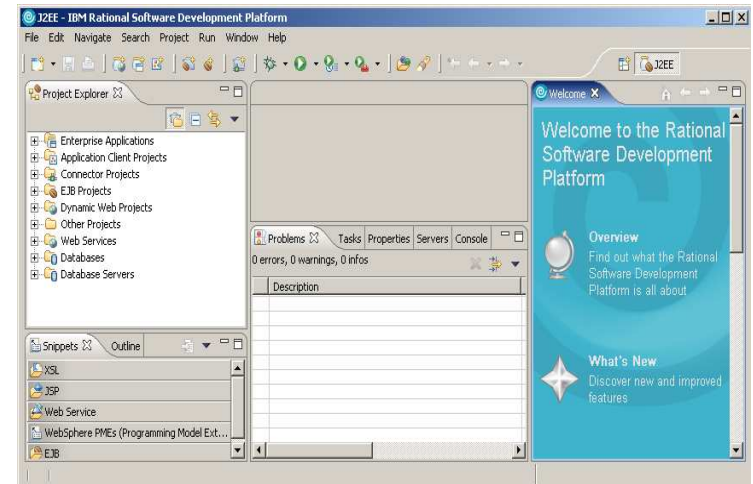 J2EE - IBM Rational Software Development Platform
File Edit Navigate Search Project Run Window Help
J2EE
Project Explorer
Enterprise Applications
Application Client Projects
Connector Projects
EJB Projects
Dynamic Web Projects
Other Projects
Web Services
Databases
Database Servers
Snippets Outline
XSL
JSP
Web Service
WebSphere PMEs (Programming Model Ext...
EJB
Problems Tasks Properties Servers Console
0 errors, 0 warnings, 0 infos
Description
Welcome
Welcome to the Rational
Software Development
Platform
Overview
Find out what the Rational
Software Development
Platform is all about
What's New
Discover new and improved
features